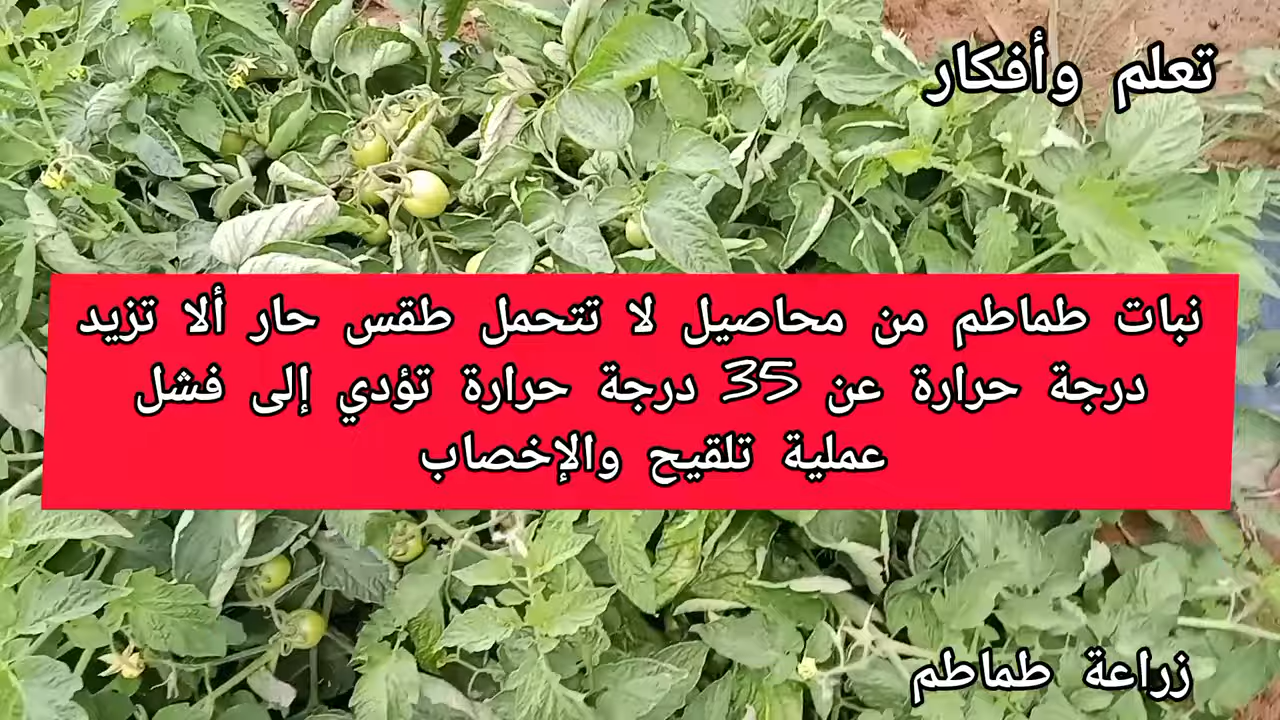 تعلم وأفكار
نبات طماطم من محاصيل لا تتحمل طقس حار ألا تزيد
درجة حرارة عن 35 درجة حرارة تؤدي إلى فشل
عملية تلقيح والإخصاب
زراعة طماطم